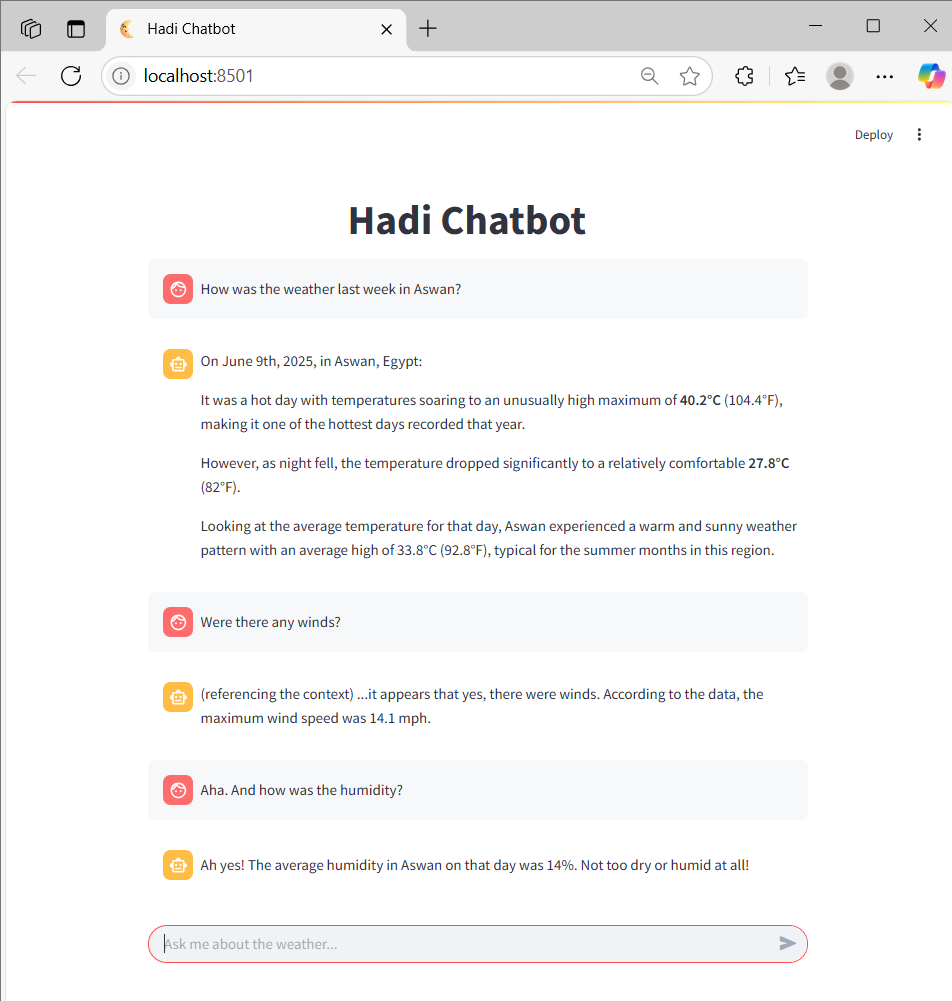 Hadi Chatbot
localhost:8501
Deploy
Hadi Chatbot
How was the weather last week in Aswan?
On June 9th, 2025, in Aswan, Egypt:
It was a hot day with temperatures soaring to an unusually high maximum of 40.2°C (104.4°F),
making it one of the hottest days recorded that year.
However, as night fell, the temperature dropped significantly to a relatively comfortable 27.8°C
(82°F).
Looking at the average temperature for that day, Aswan experienced a warm and sunny weather
pattern with an average high of 33.8°C (92.8°F), typical for the summer months in this region.
Were there any winds?
(referencing the context) ...it appears that yes, there were winds. According to the data, the
maximum wind speed was 14.1 mph.
Aha. And how was the humidity?
Ah yes! The average humidity in Aswan on that day was 14%. Not too dry or humid at all!
Ask me about the weather...